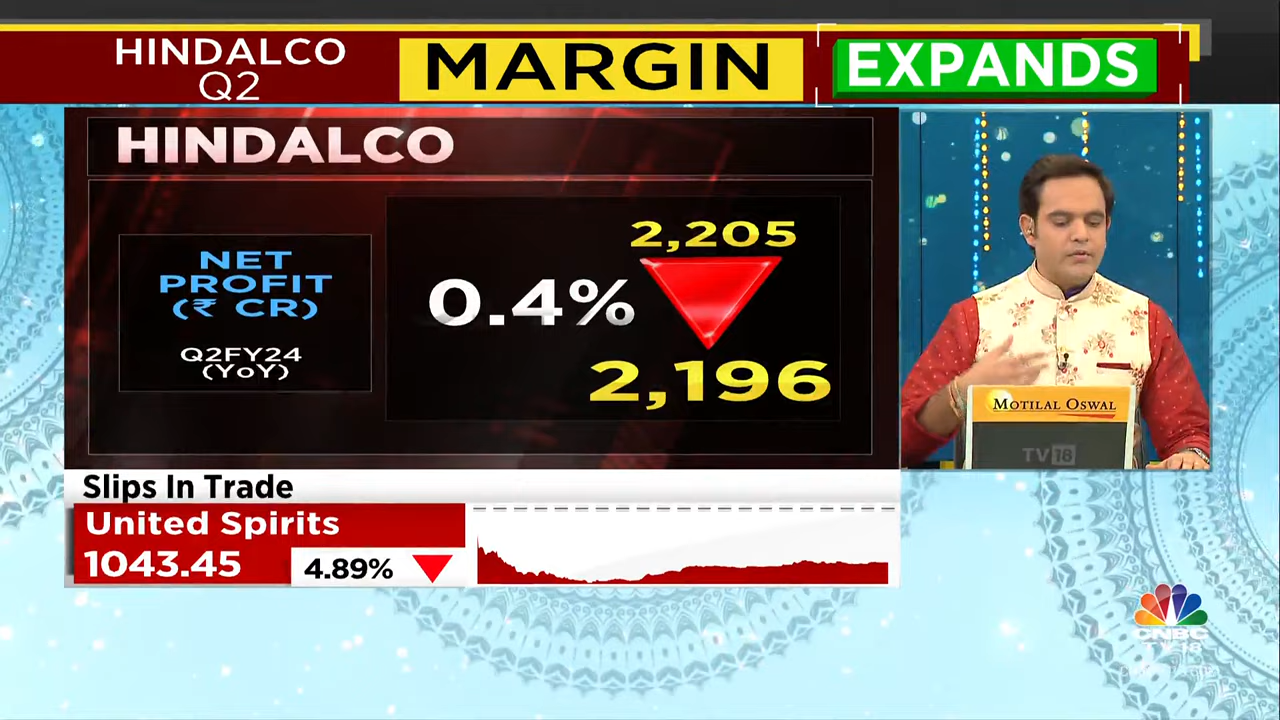 HINDALCO
Q2
MARGIN
EXPANDS
HINDALCO
NET
PROFIT
(₹ CR)
Q2FY24
(YoY)
2,205
0.4%
2,196
MOTILAL OSWAL
TV18
Slips In Trade
United Spirits
1043.45
4.89%
CNBC
TV18